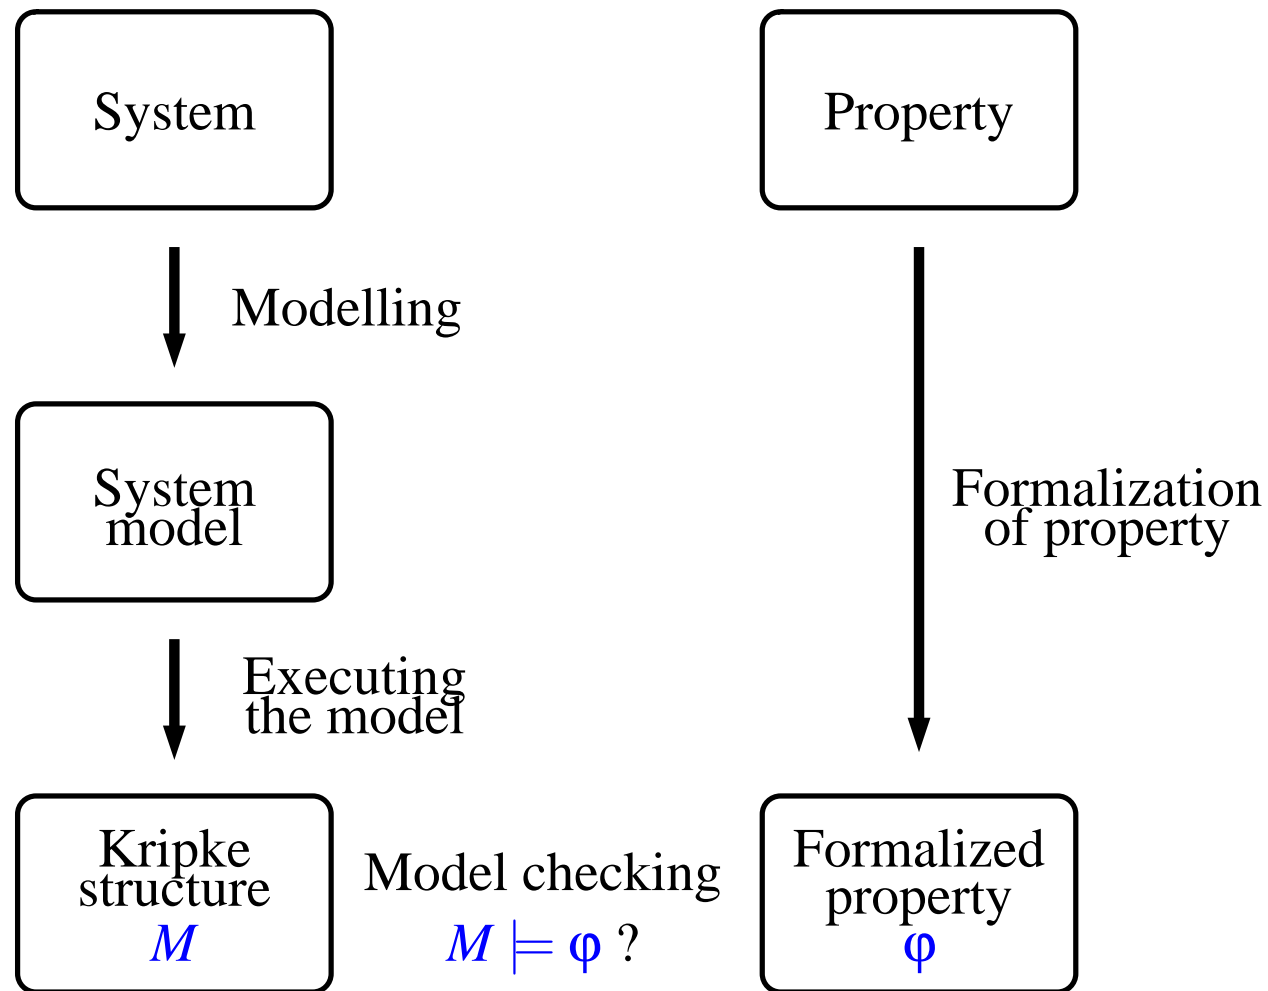 System
Property
Modelling
System
model
Formalization
of property
Executing
the model
Kripke
structure
M
Model checking
M ⊨ φ ?
Formalized
property
φ